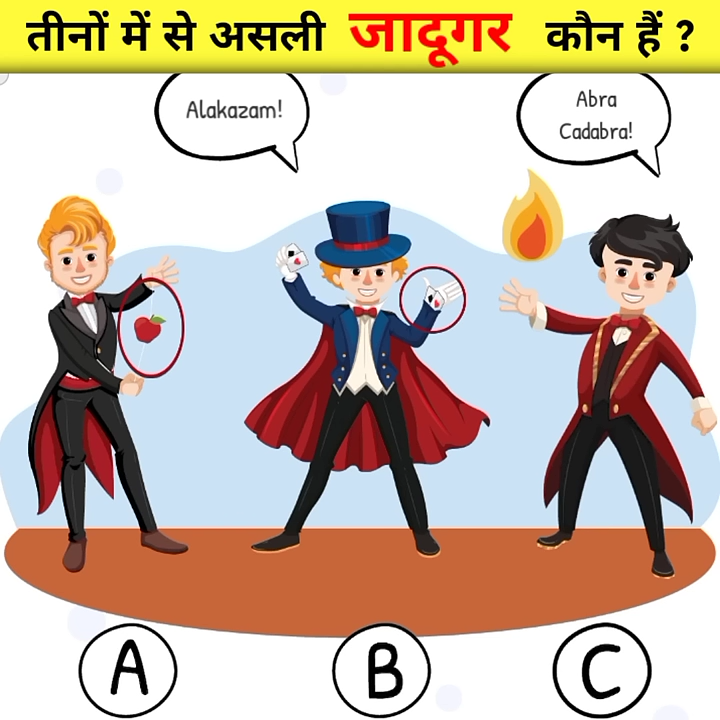 तीनों में से असली जादूगर कौन हैं ?
Alakazam!
Abra
Cadabra!
A
B
C